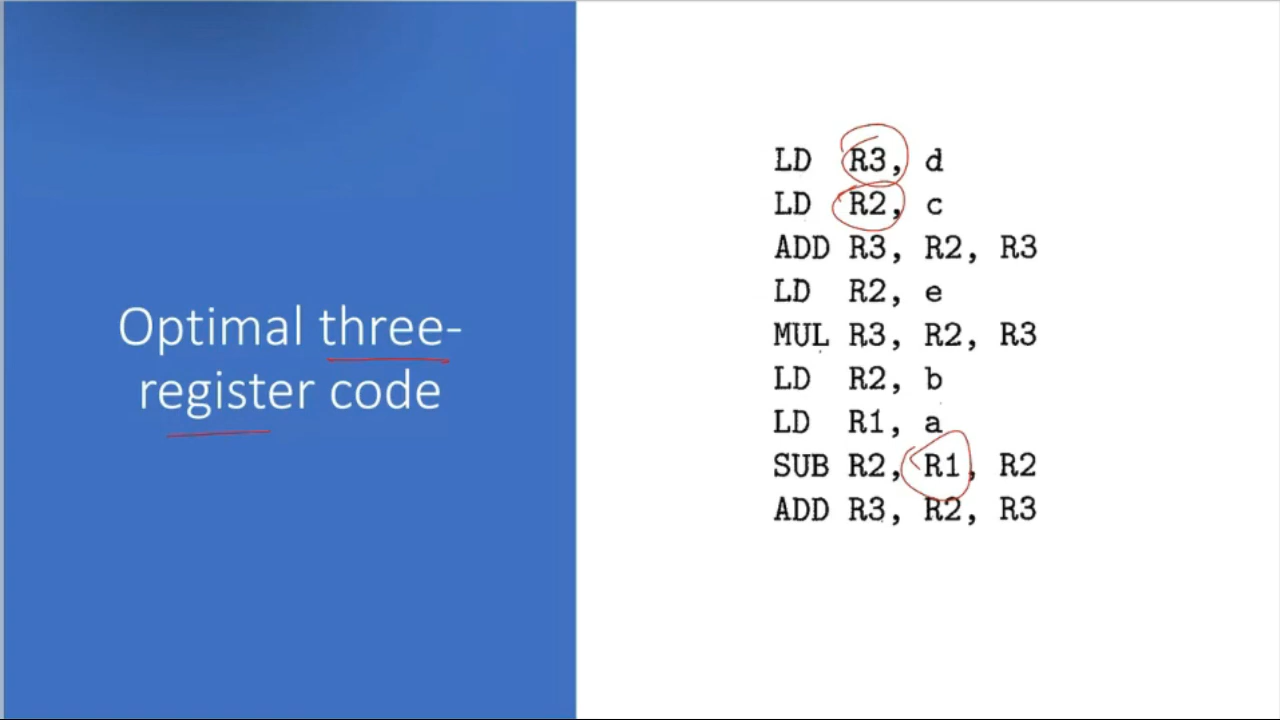 Optimal three-
register code
LD R3, d
LD R2, c
ADD R3, R2, R3
LD R2, e
MUL R3, R2, R3
LD R2, b
LD R1, a
SUB R2, R1, R2
ADD R3, R2, R3